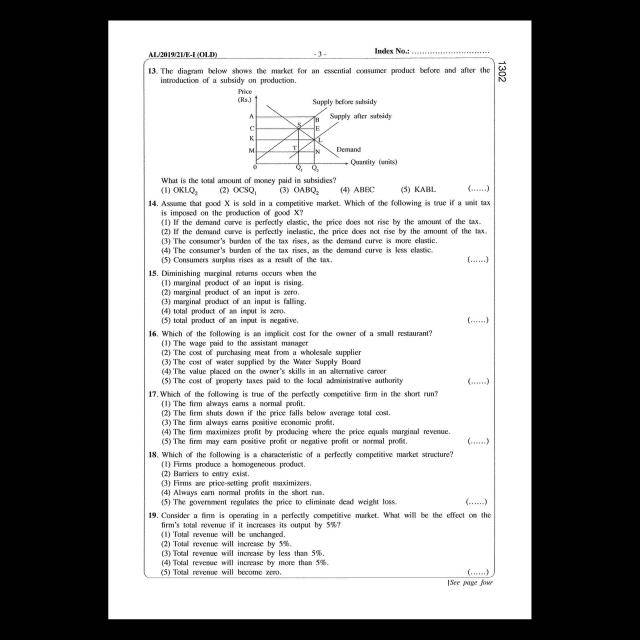 AL/2019/21/E-I (OLD)
- 3 -
Index No.: ..............................
1302
13. The diagram below shows the market for an essential consumer product before and after the
introduction of a subsidy on production.
Price
(Rs.)
Supply before subsidy
A
B
Supply after subsidy
C
S
E
K
L
M
T
N
Demand
0
Q1
Q2
Quantity (units)
What is the total amount of money paid in subsidies?
(1) OKLQ2 (2) OCSQ1 (3) OABQ2 (4) ABEC (5) KABL (......)
14. Assume that good X is sold in a competitive market. Which of the following is true if a unit tax
is imposed on the production of good X?
(1) If the demand curve is perfectly elastic, the price does not rise by the amount of the tax.
(2) If the demand curve is perfectly inelastic, the price does not rise by the amount of the tax.
(3) The consumer's burden of the tax rises, as the demand curve is more elastic.
(4) The consumer's burden of the tax rises, as the demand curve is less elastic.
(5) Consumers surplus rises as a result of the tax. (......)
15. Diminishing marginal returns occurs when the
(1) marginal product of an input is rising.
(2) marginal product of an input is zero.
(3) marginal product of an input is falling.
(4) total product of an input is zero.
(5) total product of an input is negative. (......)
16. Which of the following is an implicit cost for the owner of a small restaurant?
(1) The wage paid to the assistant manager
(2) The cost of purchasing meat from a wholesale supplier
(3) The cost of water supplied by the Water Supply Board
(4) The value placed on the owner's skills in an alternative career
(5) The cost of property taxes paid to the local administrative authority (......)
17. Which of the following is true of the perfectly competitive firm in the short run?
(1) The firm always earns a normal profit.
(2) The firm shuts down if the price falls below average total cost.
(3) The firm always earns positive economic profit.
(4) The firm maximizes profit by producing where the price equals marginal revenue.
(5) The firm may earn positive profit or negative profit or normal profit. (......)
18. Which of the following is a characteristic of a perfectly competitive market structure?
(1) Firms produce a homogeneous product.
(2) Barriers to entry exist.
(3) Firms are price-setting profit maximizers.
(4) Always earn normal profits in the short run.
(5) The government regulates the price to eliminate dead weight loss. (......)
19. Consider a firm is operating in a perfectly competitive market. What will be the effect on the
firm's total revenue if it increases its output by 5%?
(1) Total revenue will be unchanged.
(2) Total revenue will increase by 5%.
(3) Total revenue will increase by less than 5%.
(4) Total revenue will increase by more than 5%.
(5) Total revenue will become zero. (......)
[See page four